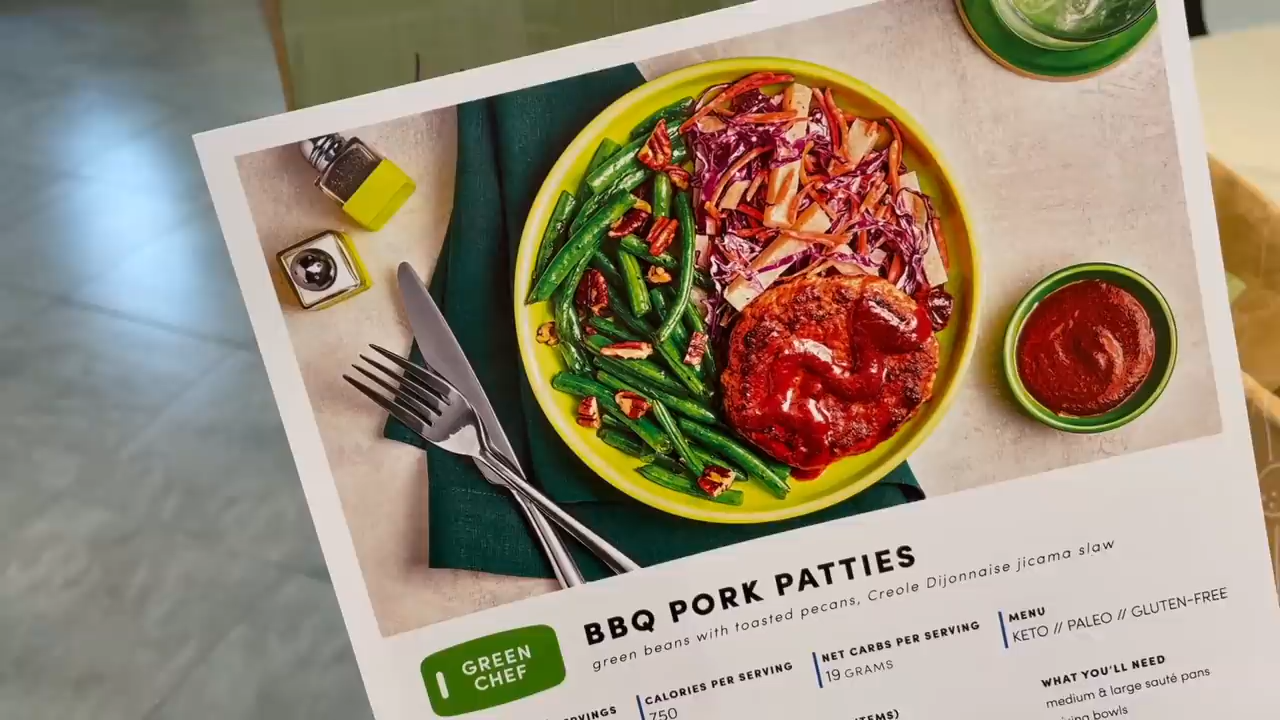 BBQ PORK PATTIES
green beans with toasted pecans, Creole Dijonnaise jicama slaw
GREEN
CHEF
CALORIES PER SERVING
750
NET CARBS PER SERVING
19 GRAMS
MENU
KETO // PALEO // GLUTEN-FREE
WHAT YOU'LL NEED
medium & large sauté pans
bowls